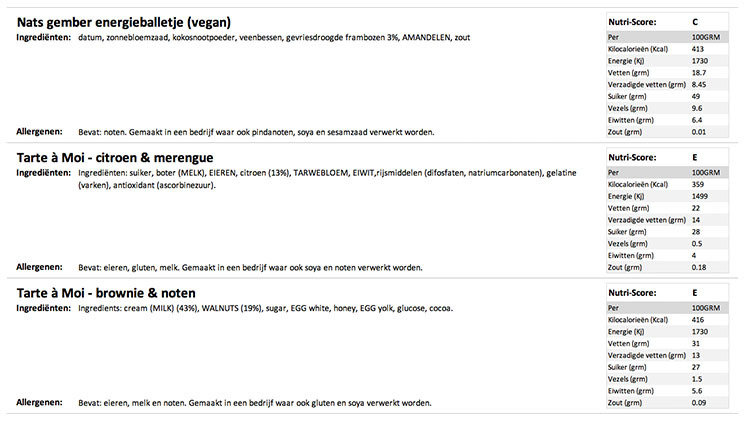 Nats gember energieballetje (vegan)
Ingrediënten: datum, zonnebloemzaad, kokosnootpoeder, veenbessen, gevriesdroogde frambozen 3%, AMANDELEN, zout
Allergenen: Bevat: noten. Gemaakt in een bedrijf waar ook pindanoten, soya en sesamzaad verwerkt worden.
Nutri-Score: C
Per 100GRM
Kilocalorieën (Kcal) 413
Energie (Kj) 1730
Vetten (grm) 18.7
Verzadigde vetten (grm) 8.45
Suiker (grm) 49
Vezels (grm) 9.6
Eiwitten (grm) 6.4
Zout (grm) 0.01
Tarte à Moi - citroen & merengue
Ingrediënten: Ingrediënten: suiker, boter (MELK), EIEREN, citroen (13%), TARWEBLOEM, EIWIT,rijsmiddelen (difosfaten, natriumcarbonaten), gelatine
(varken), antioxidant (ascorbinezuur).
Allergenen: Bevat: eieren, gluten, melk. Gemaakt in een bedrijf waar ook soya en noten verwerkt worden.
Nutri-Score: E
Per 100GRM
Kilocalorieën (Kcal) 359
Energie (Kj) 1499
Vetten (grm) 22
Verzadigde vetten (grm) 14
Suiker (grm) 28
Vezels (grm) 0.5
Eiwitten (grm) 4
Zout (grm) 0.18
Tarte à Moi - brownie & noten
Ingrediënten: Ingredients: cream (MILK) (43%), WALNUTS (19%), sugar, EGG white, honey, EGG yolk, glucose, cocoa.
Allergenen: Bevat: eieren, melk en noten. Gemaakt in een bedrijf waar ook gluten en soya verwerkt worden.
Nutri-Score: E
Per 100GRM
Kilocalorieën (Kcal) 416
Energie (Kj) 1730
Vetten (grm) 31
Verzadigde vetten (grm) 13
Suiker (grm) 27
Vezels (grm) 1.5
Eiwitten (grm) 5.6
Zout (grm) 0.09